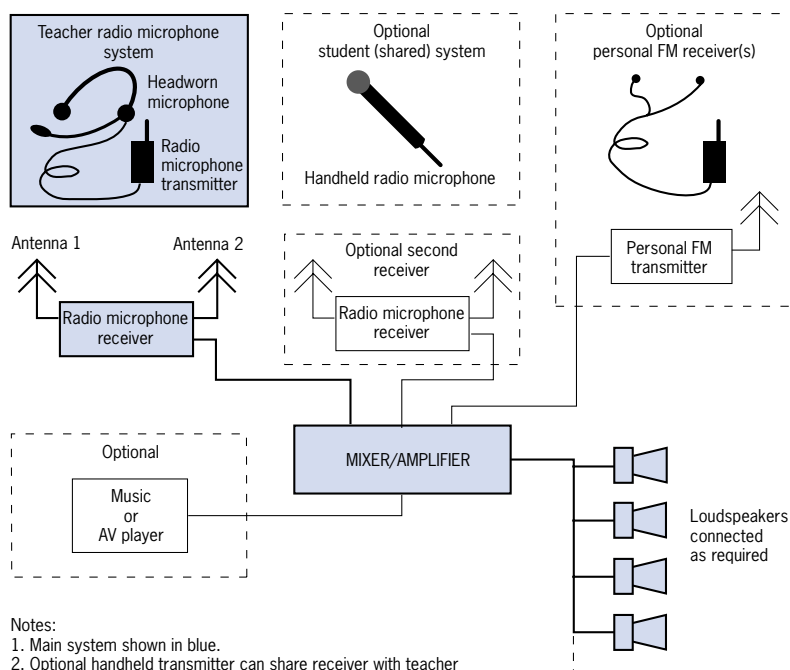 Teacher radio microphone
system
Headworn
microphone
Radio
microphone
transmitter
Optional
student (shared) system
Handheld radio microphone
Optional
personal FM receiver(s)
Personal FM
transmitter
Antenna 1
Antenna 2
Radio microphone
receiver
Optional second
receiver
Radio microphone
receiver
MIXER/AMPLIFIER
Optional
Music
or
AV player
Loudspeakers
connected
as required
Notes:
1. Main system shown in blue.
2. Optional handheld transmitter can share receiver with teacher